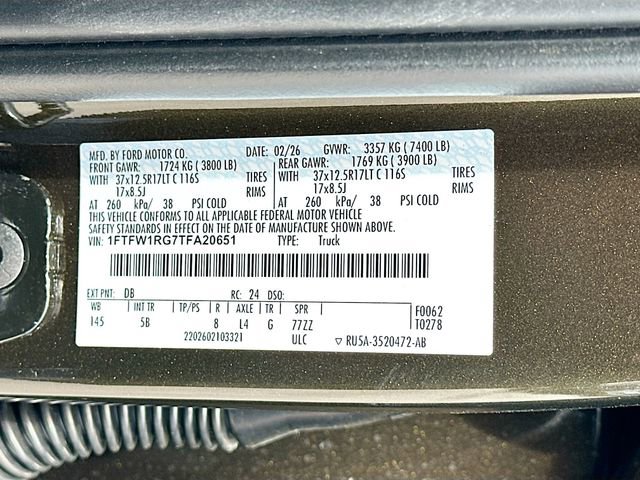 MFD. BY FORD MOTOR CO. DATE: 02/26 GVWR: 3357 KG ( 7400 LB)
FRONT GAWR: 1724 KG ( 3800 LB) REAR GAWR: 1769 KG ( 3900 LB)
WITH 37x12.5R17LT C 116S TIRES WITH 37x12.5R17LT C 116S TIRES
17x8.5J RIMS 17x8.5J RIMS
AT 260 kPa/ 38 PSI COLD AT 260 kPa/ 38 PSI COLD
THIS VEHICLE CONFORMS TO ALL APPLICABLE FEDERAL MOTOR VEHICLE
SAFETY STANDARDS IN EFFECT ON THE DATE OF MANUFACTURE SHOWN ABOVE.
VIN: 1FTFW1RG7TFA20651 TYPE: Truck
EXT PNT: DB RC: 24 DSO:
WB INT TR TP/PS R AXLE TR SPR F0062
145 5B 8 L4 G 77ZZ T0278
2202602103321 ULC ▽ RU5A-3520472-AB